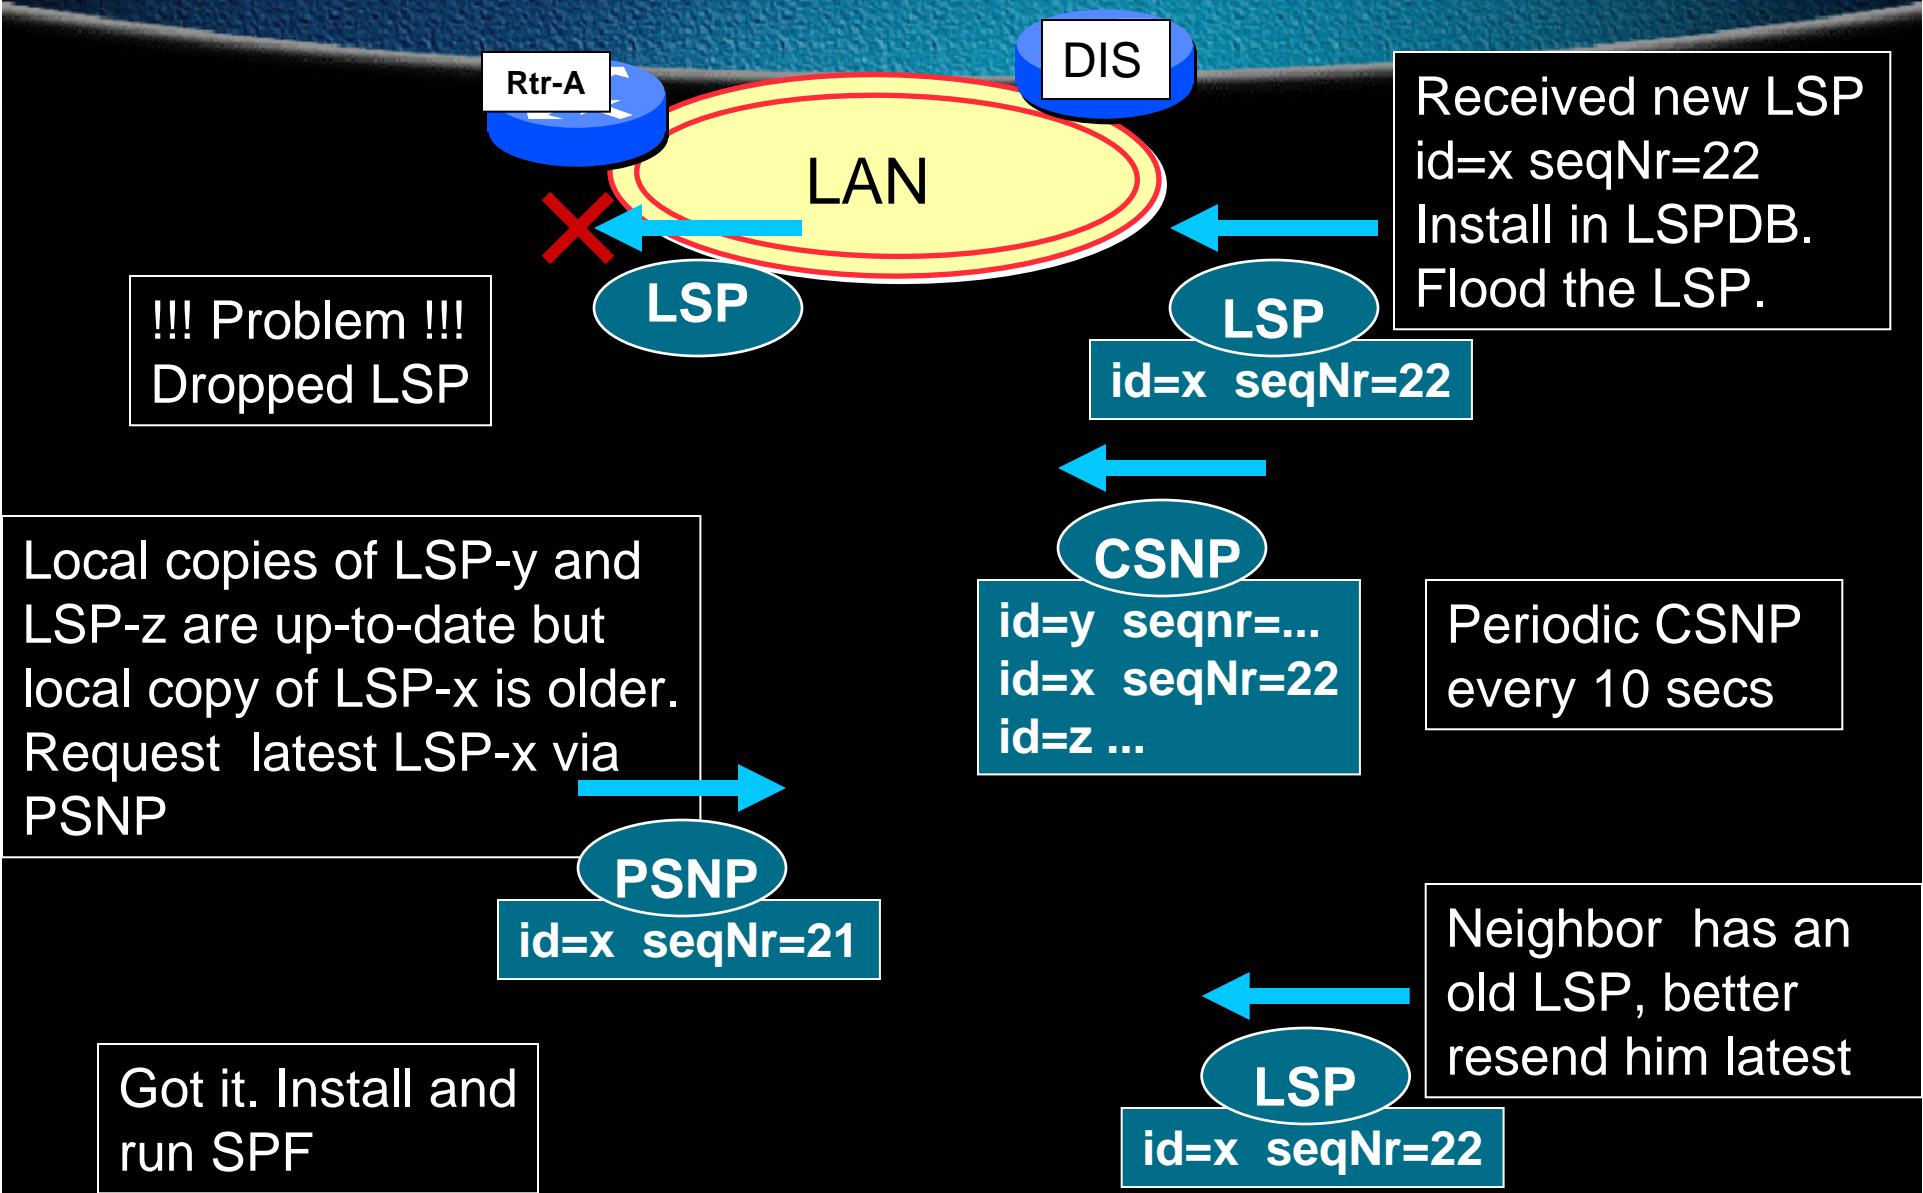 Rtr-A
DIS
LAN
Received new LSP
id=x seqNr=22
Install in LSPDB.
Flood the LSP.
!!! Problem !!!
Dropped LSP
LSP
LSP
id=x seqNr=22
CSNP
id=y seqnr=...
id=x seqNr=22
id=z ...
Periodic CSNP
every 10 secs
Local copies of LSP-y and
LSP-z are up-to-date but
local copy of LSP-x is older.
Request latest LSP-x via
PSNP
PSNP
id=x seqNr=21
Neighbor has an
old LSP, better
resend him latest
LSP
id=x seqNr=22
Got it. Install and
run SPF